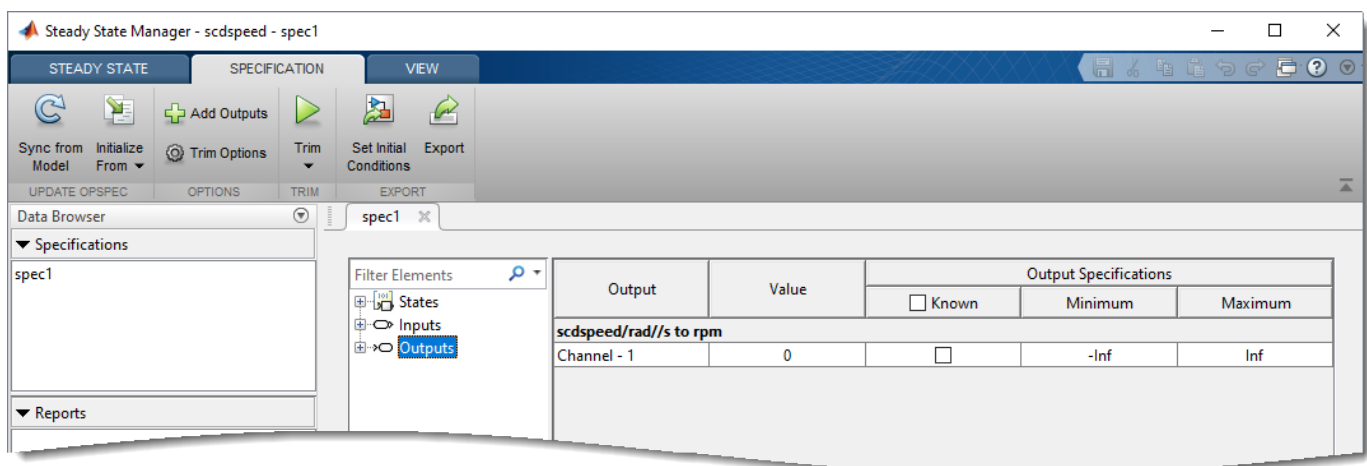 Steady State Manager - scdspeed - spec1
STEADY STATE SPECIFICATION VIEW
Sync from Model
Initialize From
Add Outputs
Trim Options
Trim
Set Initial Conditions
Export
UPDATE OPSPEC OPTIONS TRIM EXPORT
Data Browser
spec1
Specifications
spec1
Reports
Filter Elements
States
Inputs
Outputs
Output Value Output Specifications
Known Minimum Maximum
scdspeed/rad//s to rpm
Channel - 1 0 -Inf Inf